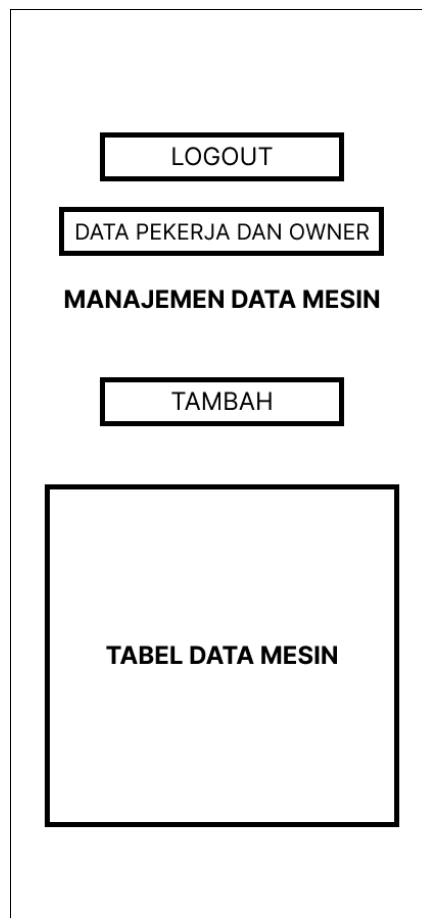 LOGOUT
DATA PEKERJA DAN OWNER
MANAJEMEN DATA MESIN
TAMBAH
TABEL DATA MESIN